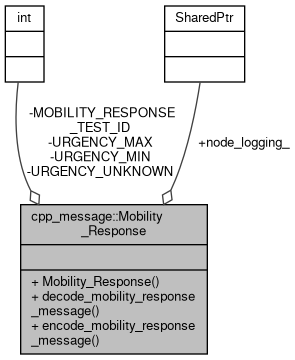 int
SharedPtr
-MOBILITY_RESPONSE
_TEST_ID
-URGENCY_MAX
-URGENCY_MIN
-URGENCY_UNKNOWN
+node_logging_
cpp_message::Mobility
_Response
+ Mobility_Response()
+ decode_mobility_response
_message()
+ encode_mobility_response
_message()